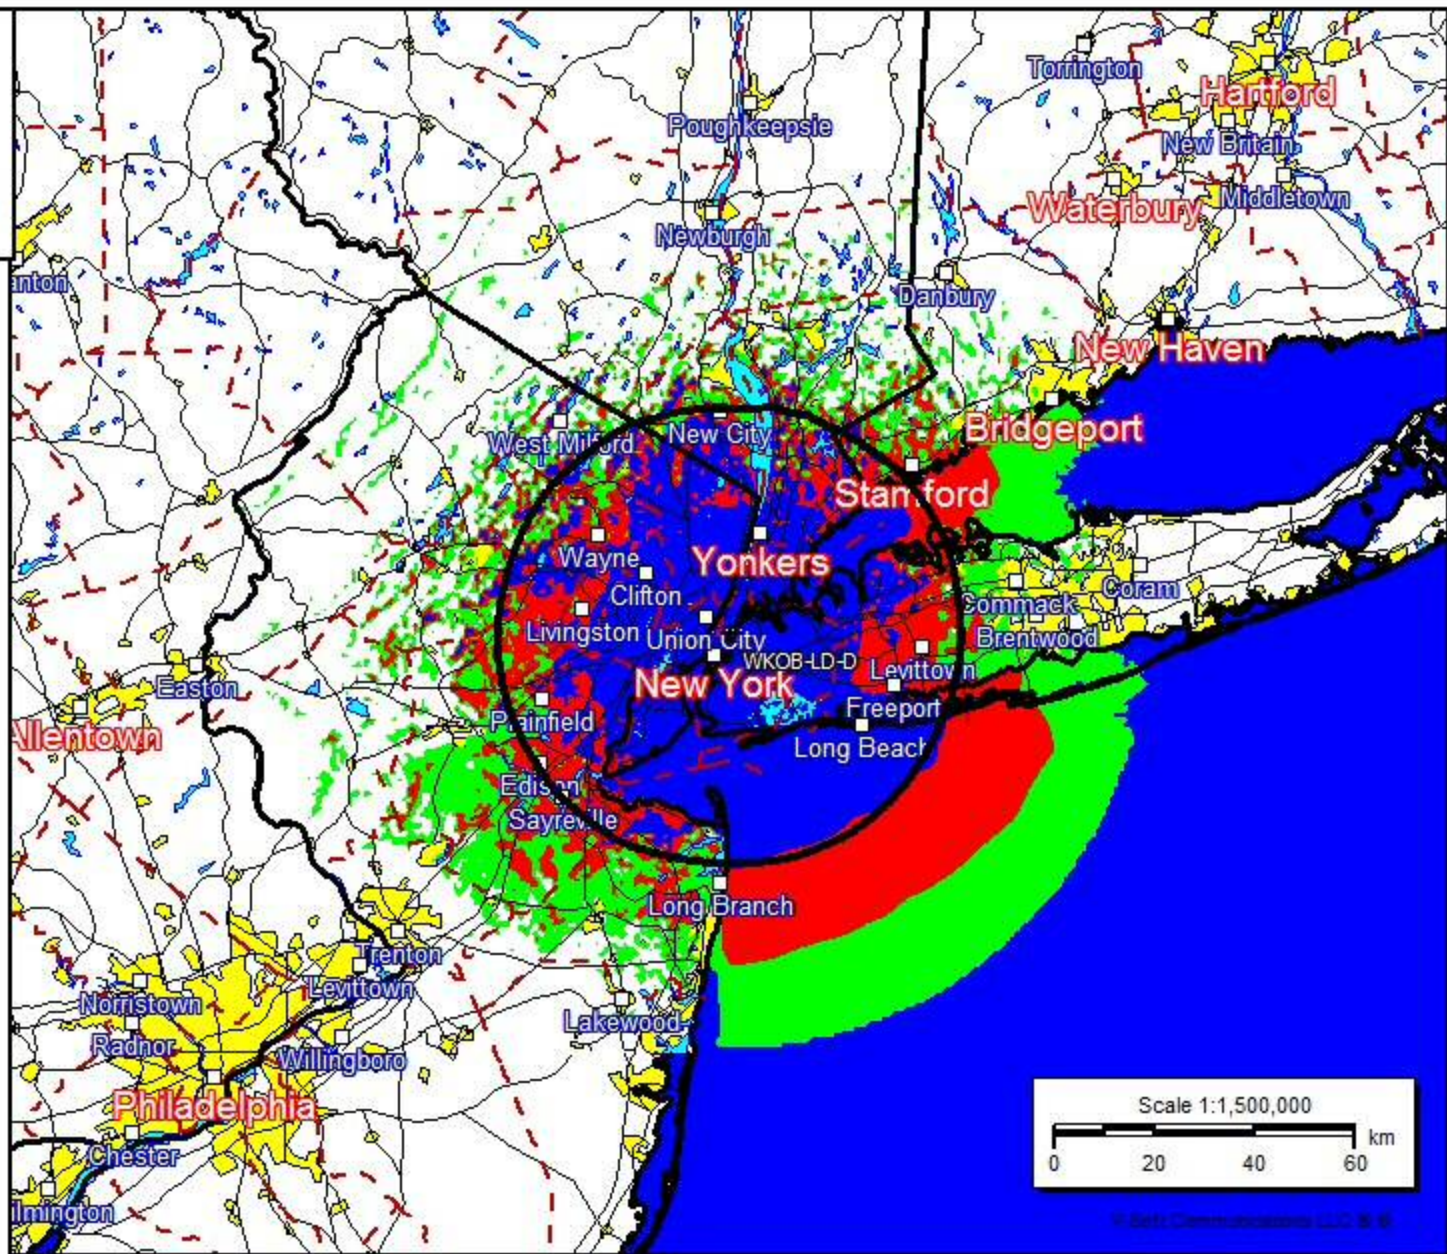 Torrington
Hartford
Poughkeepsie
New Britain
Waterbury
Middletown
Newburgh
anton
Danbury
New Haven
Bridgeport
West Milford
New City
Stamford
Wayne
Yonkers
Clifton
Commack
Coram
Livingston
Union City
Brentwood
WKOB-LD-D
Levittown
New York
Easton
Freeport
Plainfield
Allentown
Long Beach
Edison
Sayreville
Long Branch
Trenton
Levittown
Norristown
Lakewood
Radnor
Willingboro
Philadelphia
Scale 1:1,500,000
km
0 20 40 60
Chester
ilmington